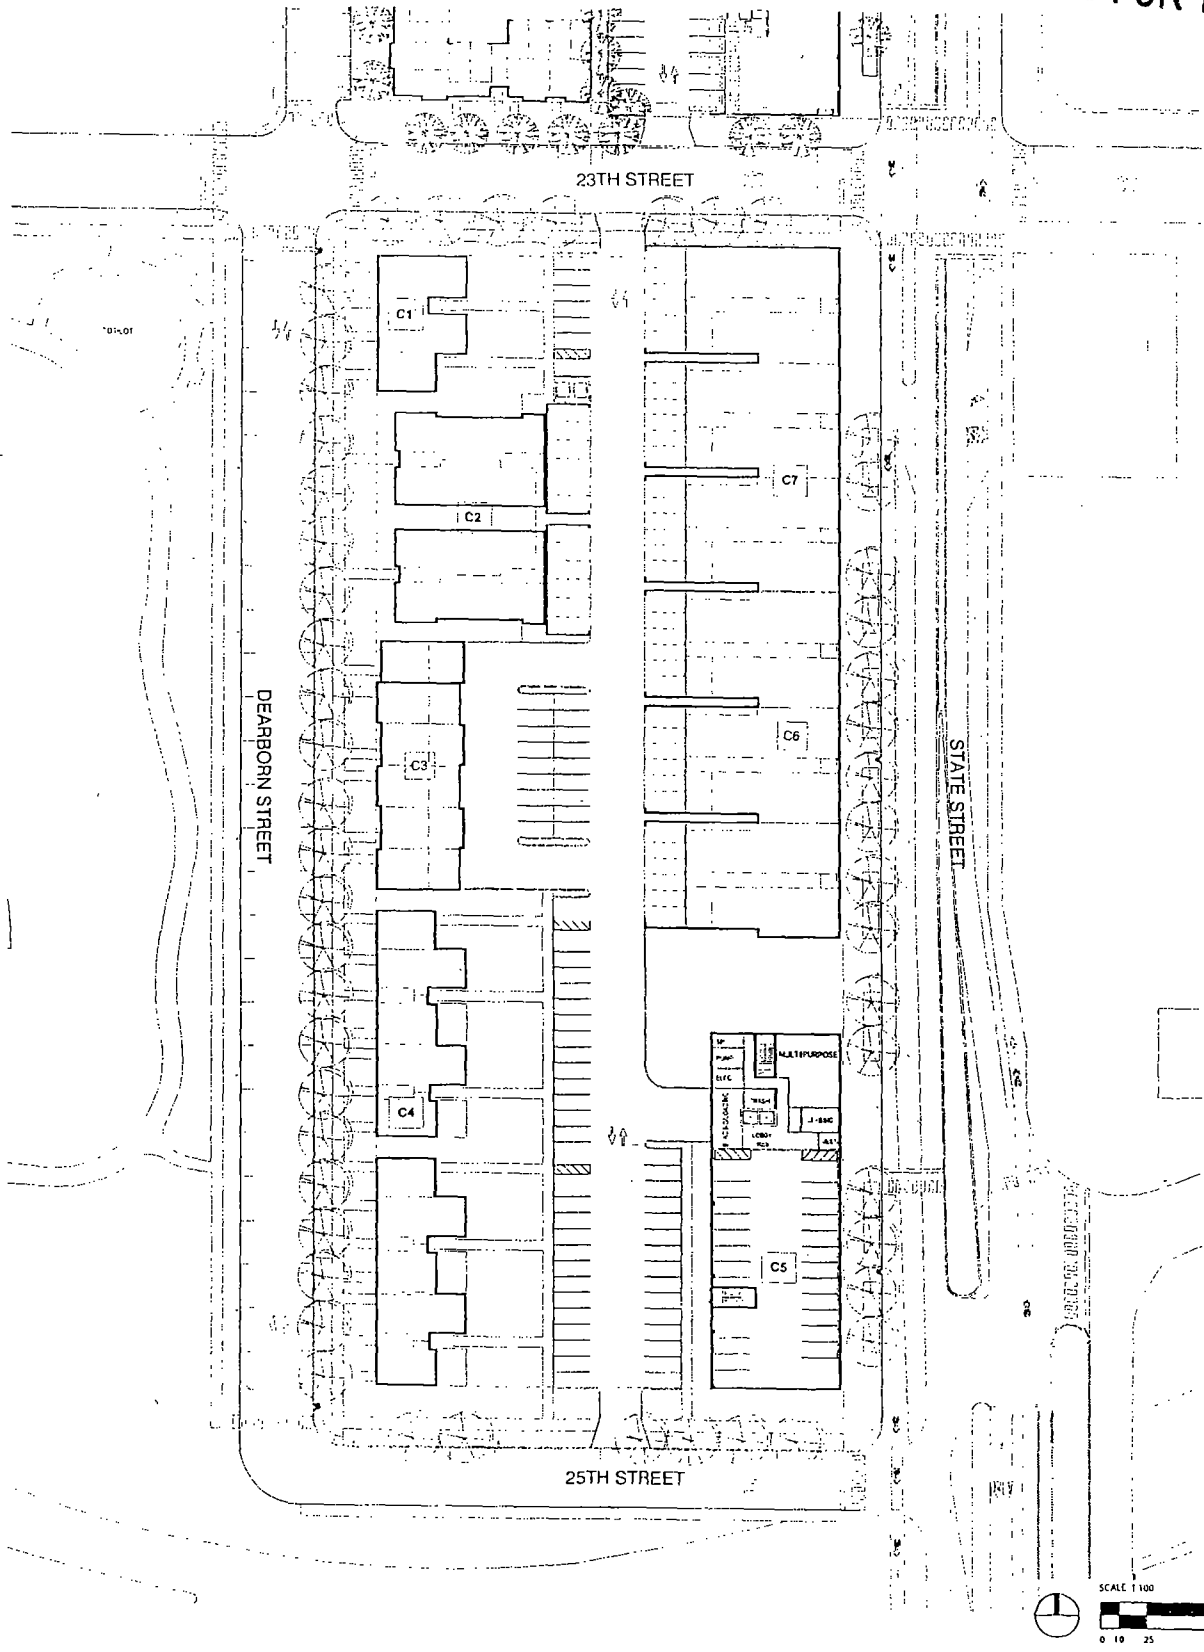 FOR
23TH STREET
C1
C7
C2
DEARBORN STREET
C3
C6
STATE STREET
MULTIPURPOSE
ELEC
TRASH
LOBBY
C4
C5
25TH STREET
SCALE 1 100
0 10 25